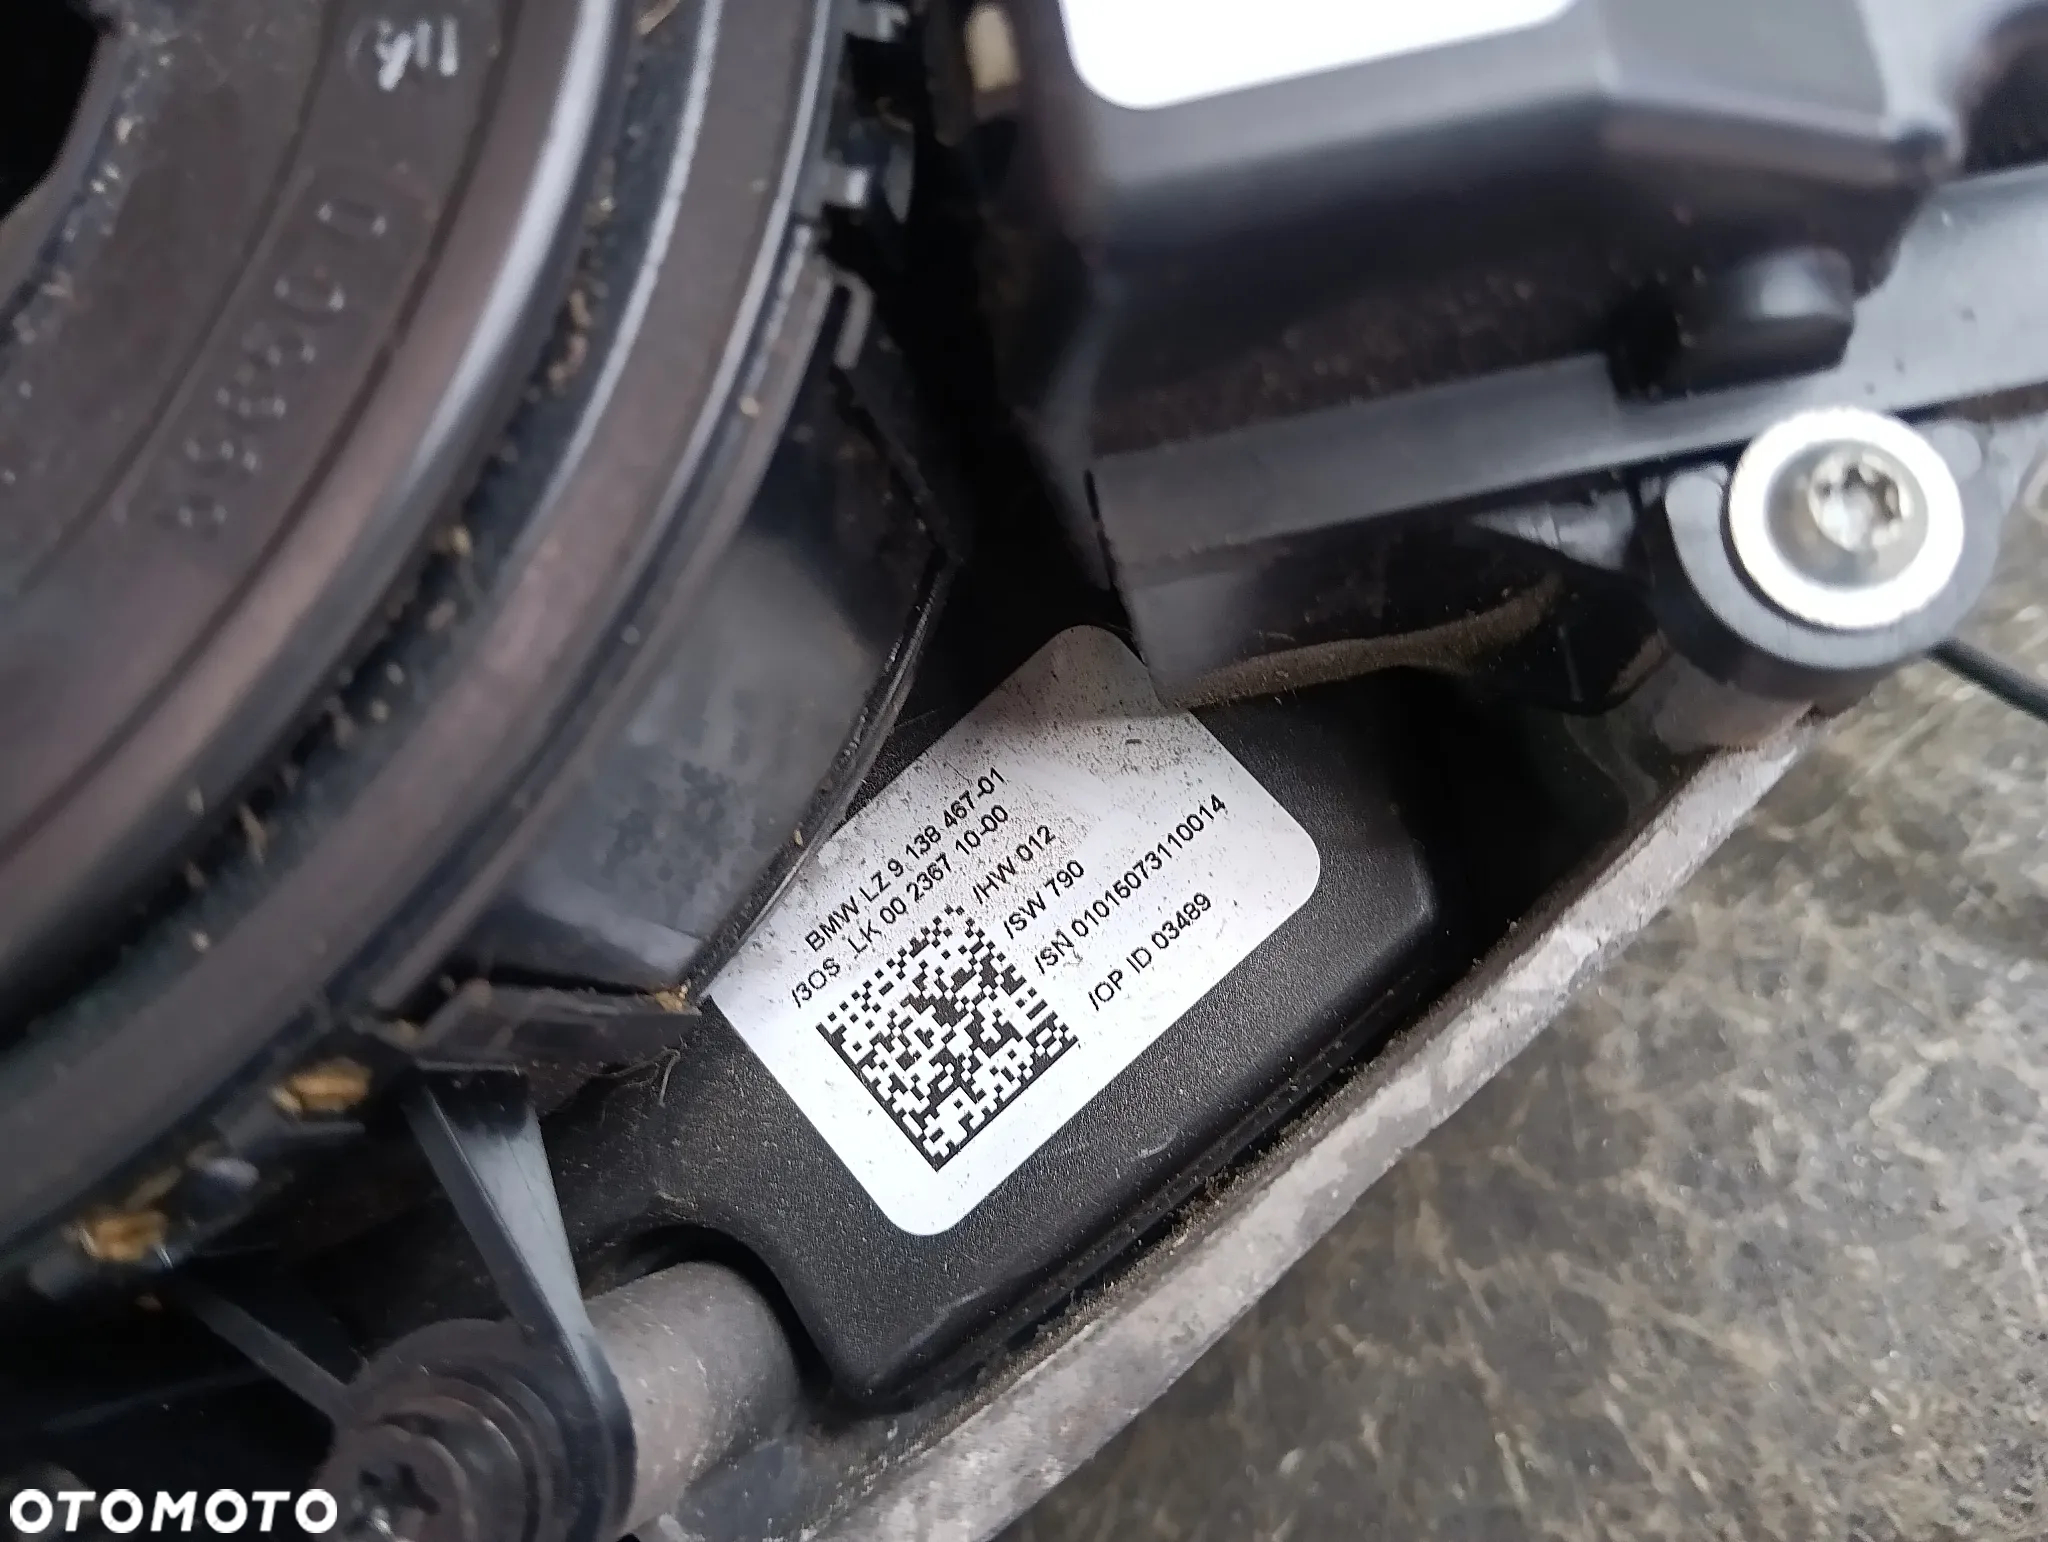 BMW LZ 9 138 467-01
/3OS LK 00 2367 10-00
/HW 012
/SW 790
/SN 01015073110014
/OP ID 03489
OTOMOTO